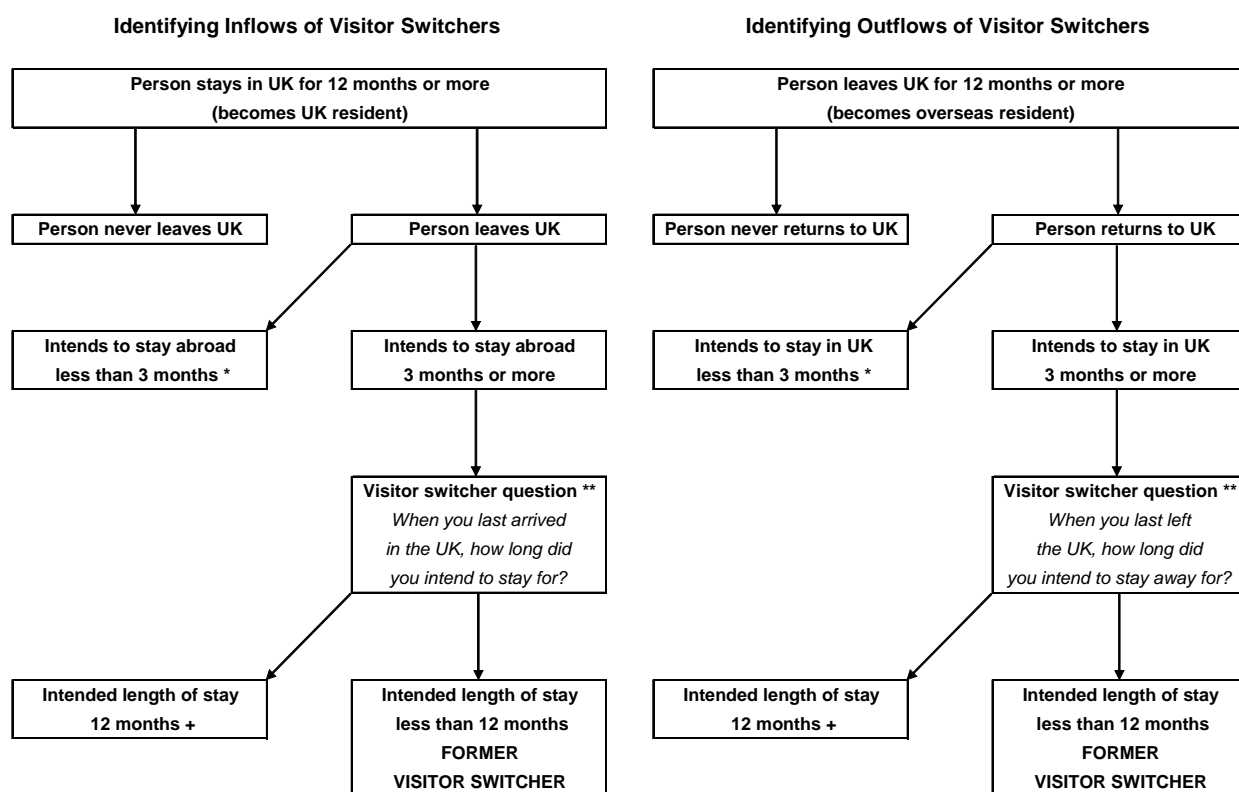 Identifying Inflows of Visitor Switchers
Person stays in UK for 12 months or more
(becomes UK resident)
Person never leaves UK
Person leaves UK
Intends to stay abroad
less than 3 months *
Intends to stay abroad
3 months or more
Visitor switcher question **
When you last arrived
in the UK, how long did
you intend to stay for?
Intended length of stay
12 months +
Intended length of stay
less than 12 months
FORMER
VISITOR SWITCHER
Identifying Outflows of Visitor Switchers
Person leaves UK for 12 months or more
(becomes overseas resident)
Person never returns to UK
Person returns to UK
Intends to stay in UK
less than 3 months *
Intends to stay in UK
3 months or more
Visitor switcher question **
When you last left
the UK, how long did
you intend to stay away for?
Intended length of stay
12 months +
Intended length of stay
less than 12 months
FORMER
VISITOR SWITCHER